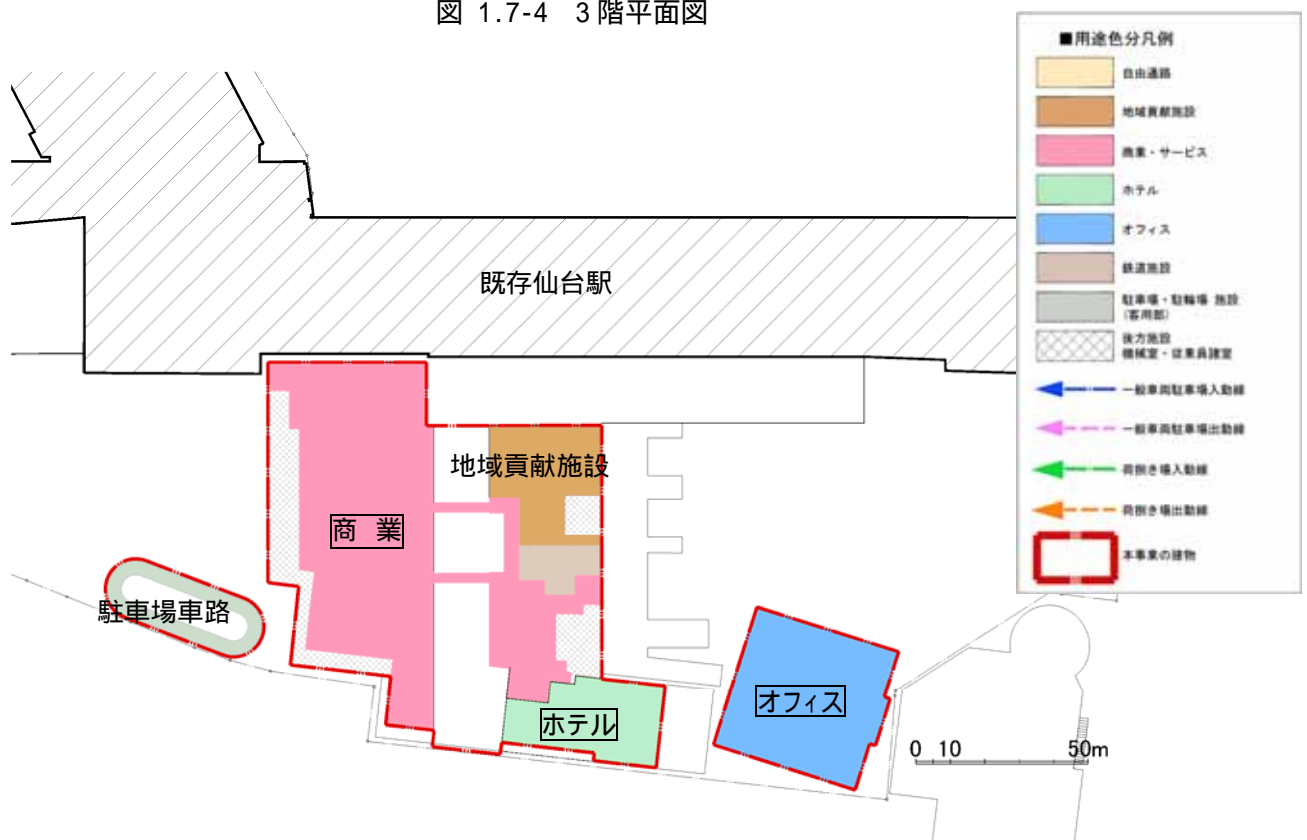 図 1.7-4 3階平面図
■用途色分凡例
自由通路
地域貢献施設
商業・サービス
ホテル
オフィス
鉄道施設
駐車場・駐輪場 施設
(客用部)
後方施設
機械室・従業員諸室
一般車両駐車場入動線
一般車両駐車場出動線
荷捌き場入動線
荷捌き場出動線
本事業の建物
既存仙台駅
地域貢献施設
商 業
駐車場車路
オフィス
ホテル
0 10 50m